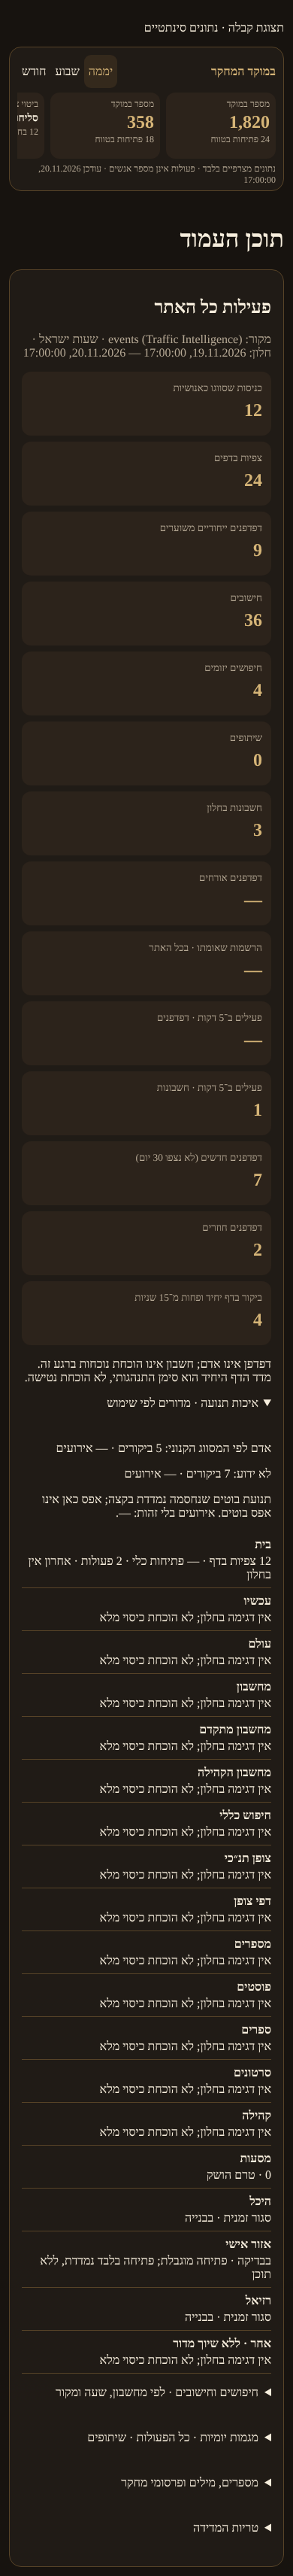 תצוגת קבלה · נתונים סינתטיים
במוקד המחקר
יממה
שבוע
חודש
מספר במוקד
1,820
24 פתיחות בטווח
מספר במוקד
358
18 פתיחות בטווח
ביטוי
סליחו
12 בח
נתונים מצרפיים בלבד · פעולות אינן מספר אנשים · עודכן 20.11.2026,
17:00:00
תוכן העמוד
פעילות כל האתר
מקור: events (Traffic Intelligence) · שעות ישראל ·
חלון: 19.11.2026, 17:00:00 — 20.11.2026, 17:00:00
כניסות שסווגו כאנושיות
12
צפיות בדפים
24
דפדפנים ייחודיים משוערים
9
חישובים
36
חיפושים יזומים
4
שיתופים
0
חשבונות בחלון
3
דפדפנים אורחים
—
הרשמות שאומתו · בכל האתר
—
פעילים ב־5 דקות · דפדפנים
—
פעילים ב־5 דקות · חשבונות
1
דפדפנים חדשים (לא נצפו 30 יום)
7
דפדפנים חוזרים
2
ביקור בדף יחיד ופחות מ־15 שניות
4
דפדפן אינו אדם; חשבון אינו הוכחת נוכחות ברגע זה.
מדד הדף היחיד הוא סימן התנהגותי, לא הוכחת נטישה.
▼ איכות תנועה · מדורים לפי שימוש
אדם לפי המסווג הקנוני: 5 ביקורים · — אירועים
לא ידוע: 7 ביקורים · — אירועים
תנועת בוטים שנחסמה נמדדת בקצה; אפס כאן אינו
אפס בוטים. אירועים בלי זהות: —.
בית
12 צפיות בדף · — פתיחות כלי · 2 פעולות · אחרון אין
בחלון
עכשיו
אין דגימה בחלון; לא הוכחת כיסוי מלא
עולם
אין דגימה בחלון; לא הוכחת כיסוי מלא
מחשבון
אין דגימה בחלון; לא הוכחת כיסוי מלא
מחשבון מתקדם
אין דגימה בחלון; לא הוכחת כיסוי מלא
מחשבון הקהילה
אין דגימה בחלון; לא הוכחת כיסוי מלא
חיפוש כללי
אין דגימה בחלון; לא הוכחת כיסוי מלא
צופן תנ״כי
אין דגימה בחלון; לא הוכחת כיסוי מלא
דפי צופן
אין דגימה בחלון; לא הוכחת כיסוי מלא
מספרים
אין דגימה בחלון; לא הוכחת כיסוי מלא
פוסטים
אין דגימה בחלון; לא הוכחת כיסוי מלא
ספרים
אין דגימה בחלון; לא הוכחת כיסוי מלא
סרטונים
אין דגימה בחלון; לא הוכחת כיסוי מלא
קהילה
אין דגימה בחלון; לא הוכחת כיסוי מלא
מסעות
0 · טרם הושק
היכל
סגור זמנית · בבנייה
אזור אישי
בבדיקה · פתיחה מוגבלת; פתיחה בלבד נמדדת, ללא
תוכן
רזיאל
סגור זמנית · בבנייה
אחר · ללא שיוך מדור
אין דגימה בחלון; לא הוכחת כיסוי מלא
◀ חיפושים וחישובים · לפי מחשבון, שעה ומקור
◀ מגמות יומיות · כל הפעולות · שיתופים
◀ מספרים, מילים ופרסומי מחקר
◀ טריות המדידה